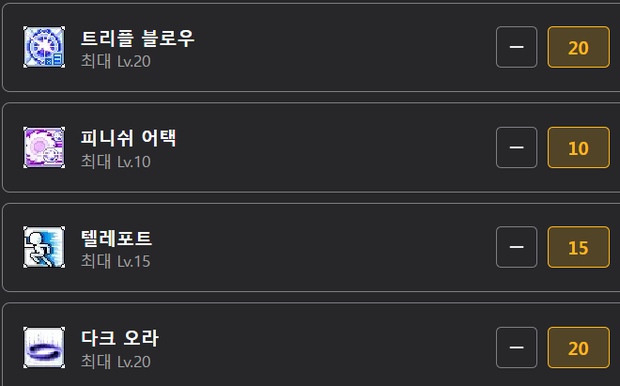 트리플 블로우
최대 Lv.20
20
피니쉬 어택
최대 Lv.10
10
텔레포트
최대 Lv.15
15
다크 오라
최대 Lv.20
20